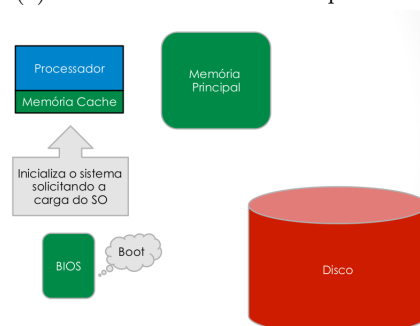 Processador
Memória Cache
Memória
Principal
Inicializa o sistema
solicitando a
carga do SO
Boot
BIOS
Disco